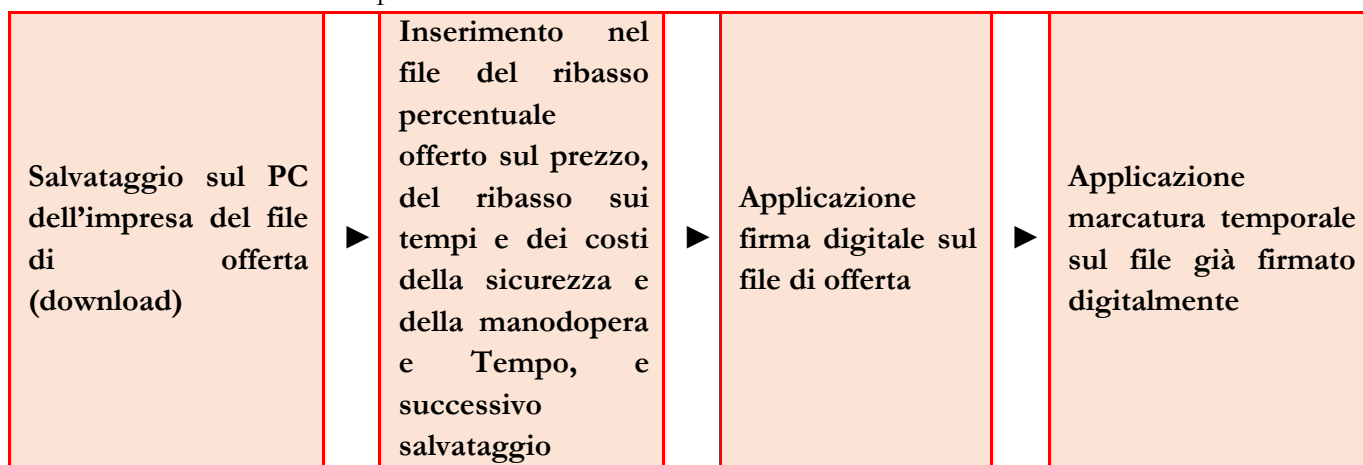 Salvataggio sul PC
dell’impresa del file
di offerta
(download)
►
Inserimento nel
file del ribasso
percentuale
offerto sul prezzo,
del ribasso sui
tempi e dei costi
della sicurezza e
della manodopera
e Tempo, e
successivo
salvataggio
►
Applicazione
firma digitale sul
file di offerta
►
Applicazione
marcatura temporale
sul file già firmato
digitalmente